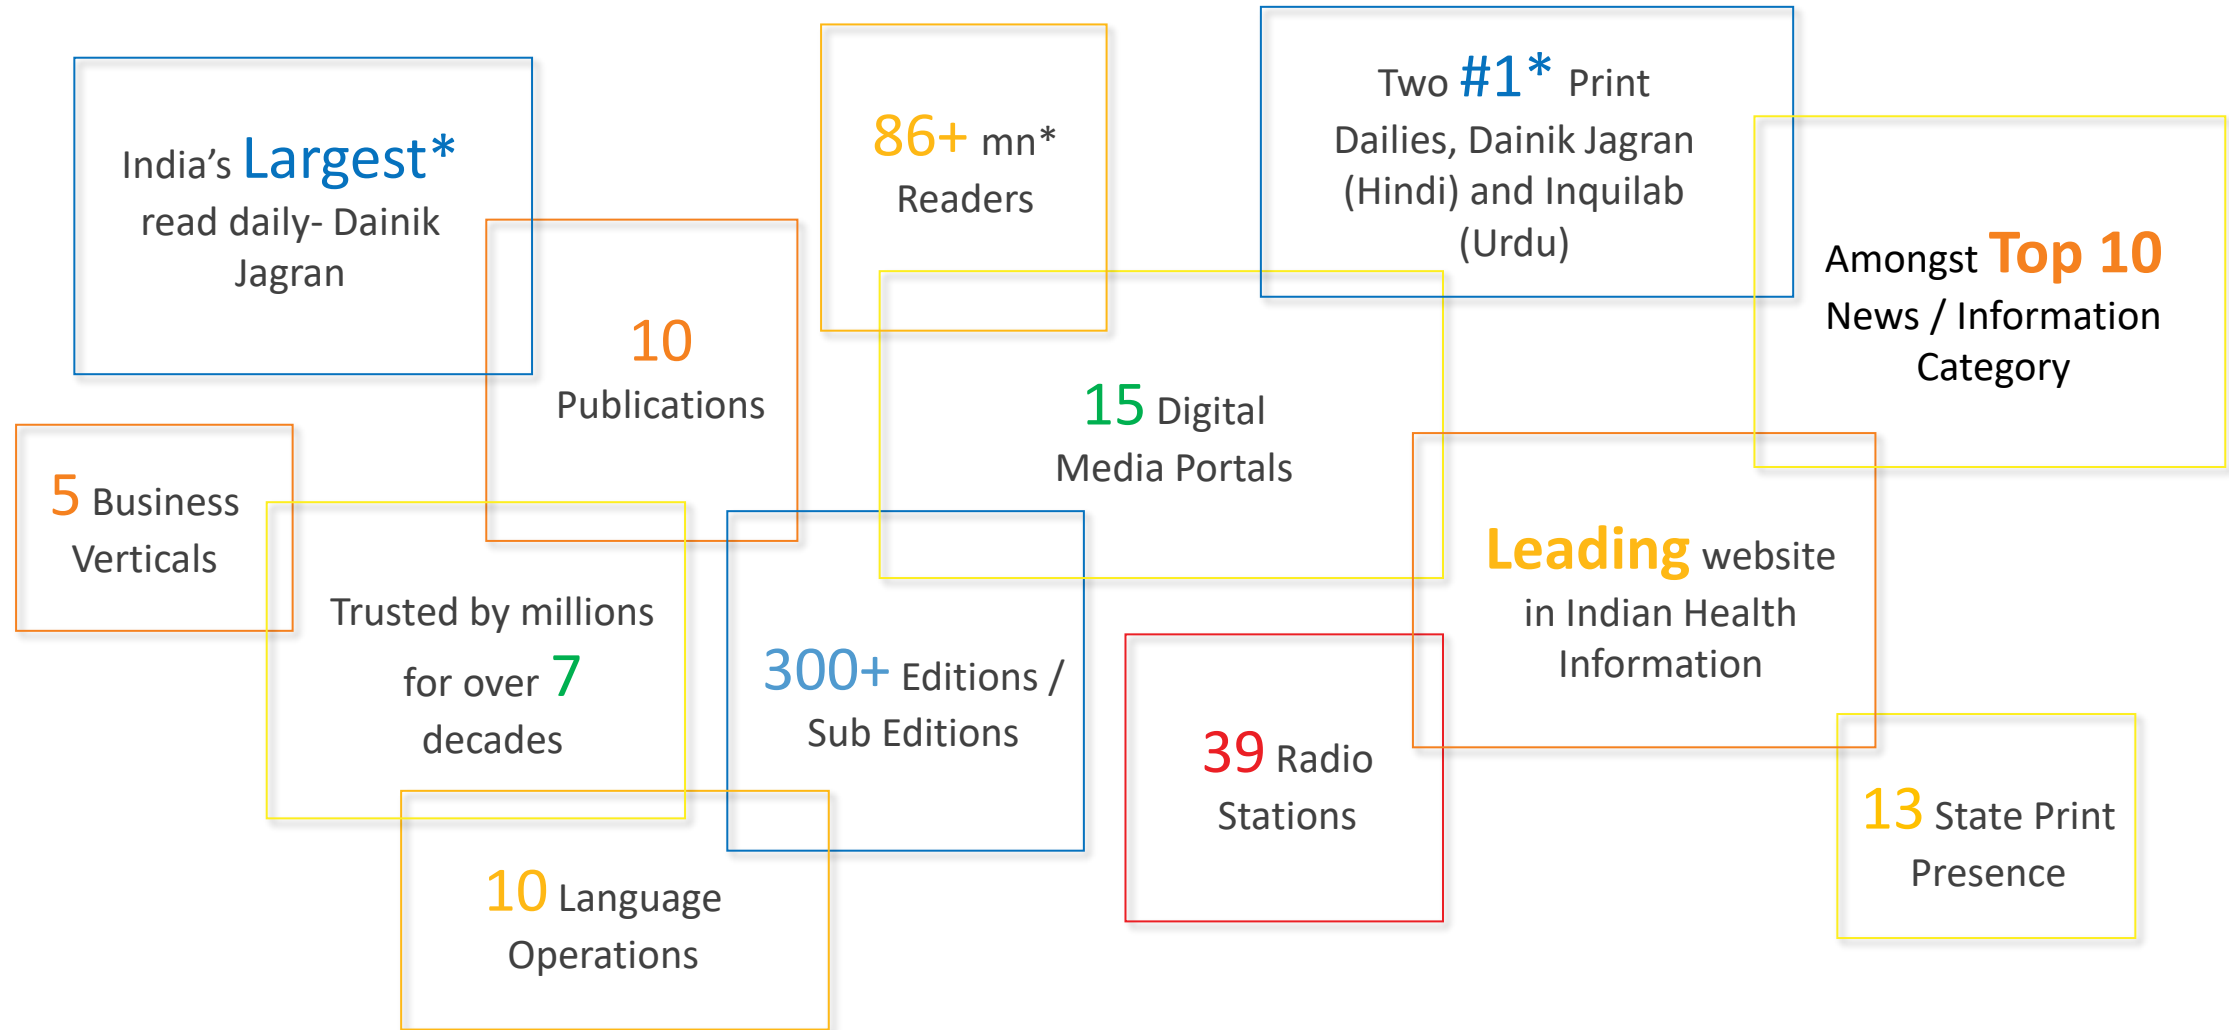 India's Largest*
read daily- Dainik
Jagran
86+ mn*
Readers
Two #1* Print
Dailies, Dainik Jagran
(Hindi) and Inquilab
(Urdu)
Amongst Top 10
News / Information
Category
10
Publications
15 Digital
Media Portals
5 Business
Verticals
Trusted by millions
for over 7
decades
300+ Editions /
Sub Editions
Leading website
in Indian Health
Information
39 Radio
Stations
13 State Print
Presence
10 Language
Operations